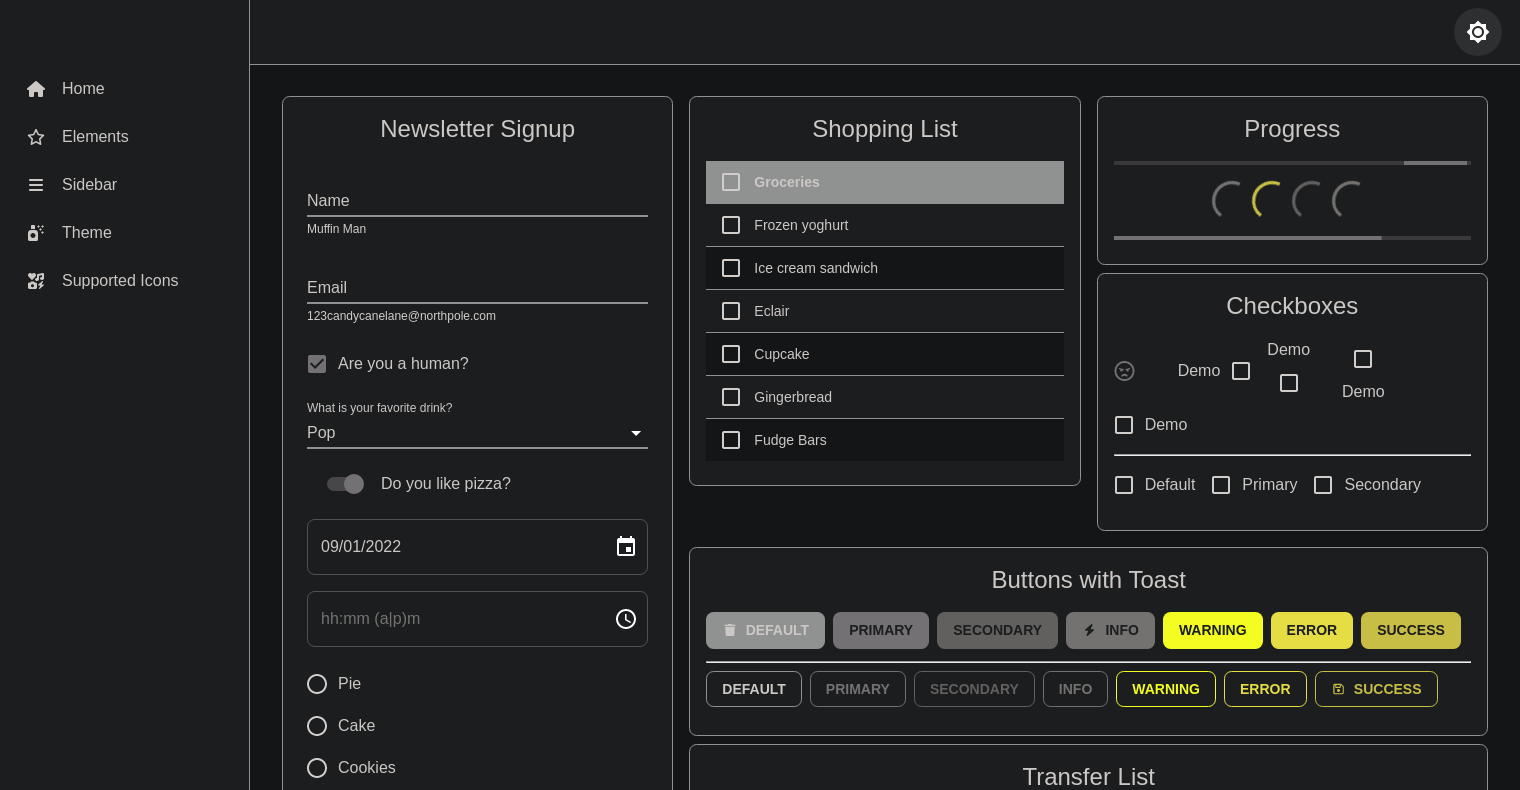 Home
Elements
Sidebar
Theme
Supported Icons
Newsletter Signup
Name
Muffin Man
Email
123candycanelane@northpole.com
Are you a human?
What is your favorite drink?
Pop
Do you like pizza?
09/01/2022
hh:mm (a|p)m
Pie
Cake
Cookies
Shopping List
Groceries
Frozen yoghurt
Ice cream sandwich
Eclair
Cupcake
Gingerbread
Fudge Bars
Progress
Checkboxes
Demo
Demo
Demo
Demo
Default Primary Secondary
Buttons with Toast
DEFAULT PRIMARY SECONDARY INFO WARNING ERROR SUCCESS
DEFAULT PRIMARY SECONDARY INFO WARNING ERROR SUCCESS
Transfer List